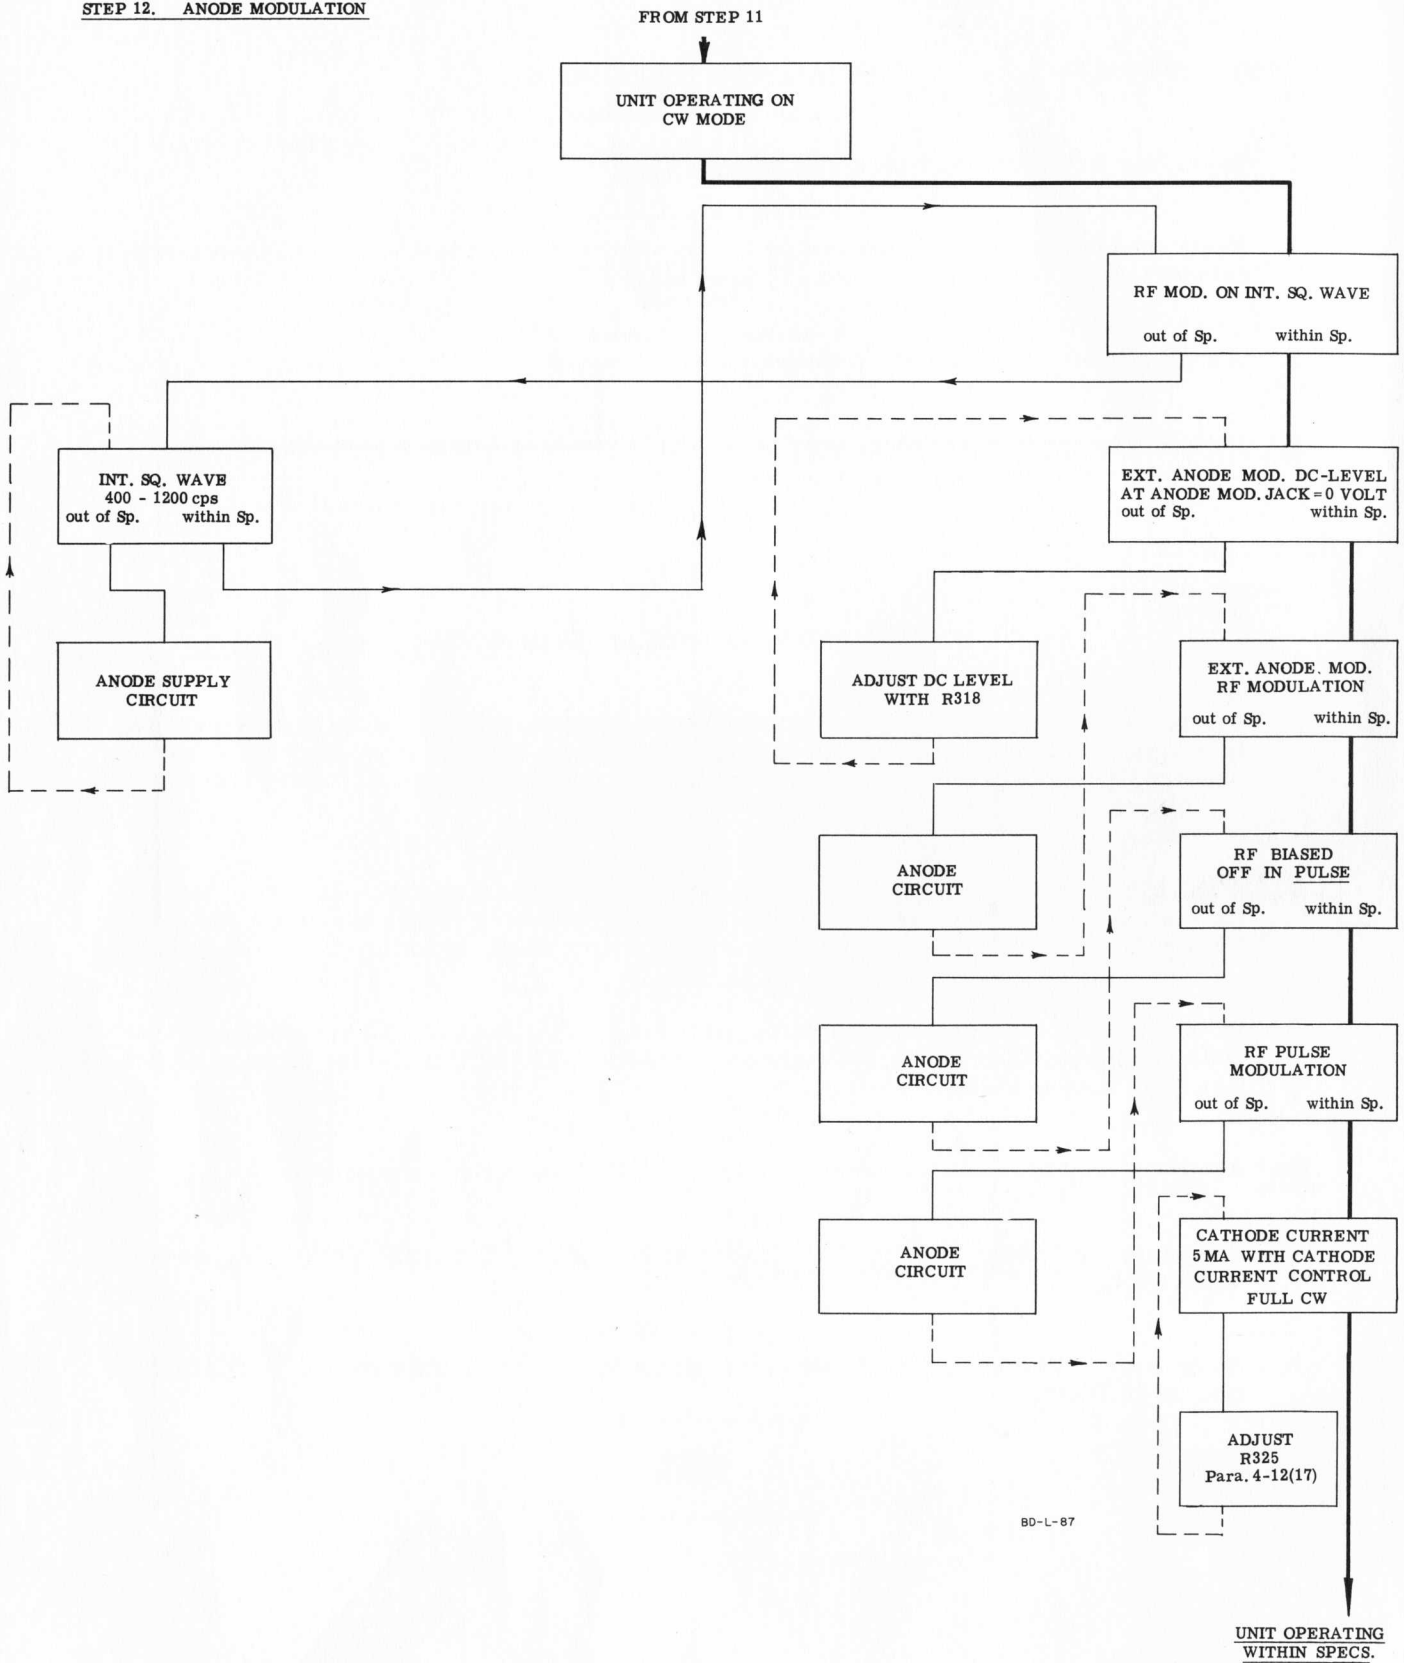 STEP 12. ANODE MODULATION
FROM STEP 11
UNIT OPERATING ON
CW MODE
RF MOD. ON INT. SQ. WAVE
out of Sp. within Sp.
INT. SQ. WAVE
400 - 1200 cps
out of Sp. within Sp.
EXT. ANODE MOD. DC-LEVEL
AT ANODE MOD. JACK = 0 VOLT
out of Sp. within Sp.
ANODE SUPPLY
CIRCUIT
ADJUST DC LEVEL
WITH R318
EXT. ANODE. MOD.
RF MODULATION
out of Sp. within Sp.
ANODE
CIRCUIT
RF BIASED
OFF IN PULSE
out of Sp. within Sp.
ANODE
CIRCUIT
RF PULSE
MODULATION
out of Sp. within Sp.
ANODE
CIRCUIT
CATHODE CURRENT
5 MA WITH CATHODE
CURRENT CONTROL
FULL CW
ADJUST
R325
Para. 4-12(17)
BD-L-87
UNIT OPERATING
WITHIN SPECS.